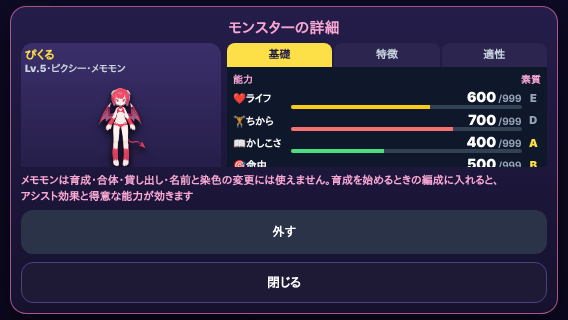 モンスターの詳細
ぴくる
Lv.5・ピクシー・メモモン
基礎
特徴
適性
能力 素質
❤️ライフ 600 /999 E
🏋️ちから 700 /999 D
📖かしこさ 400 /999 A
🎯命中 500 /999 B
メモモンは育成・合体・貸し出し・名前と染色の変更には使えません。育成を始めるときの編成に入れると、
アシスト効果と得意な能力が効きます
外す
閉じる